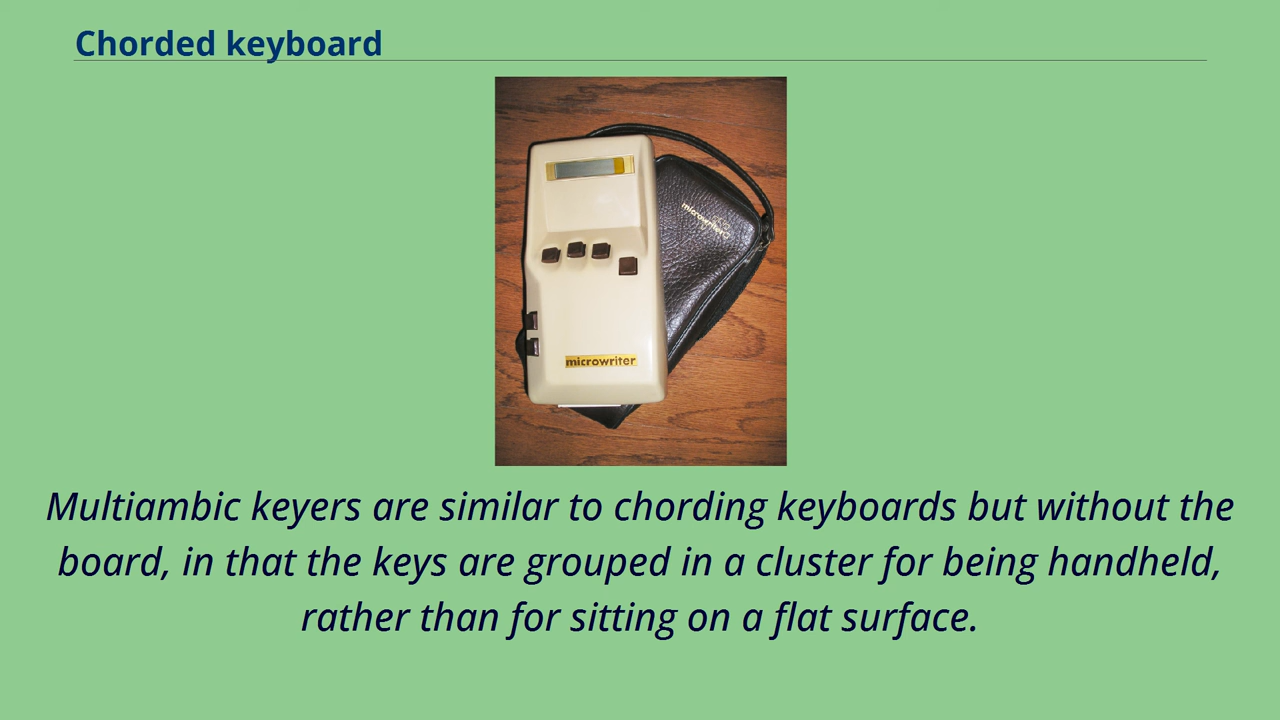 Chorded keyboard
microwriter
microwriter
Multiambic keyers are similar to chording keyboards but without the
board, in that the keys are grouped in a cluster for being handheld,
rather than for sitting on a flat surface.